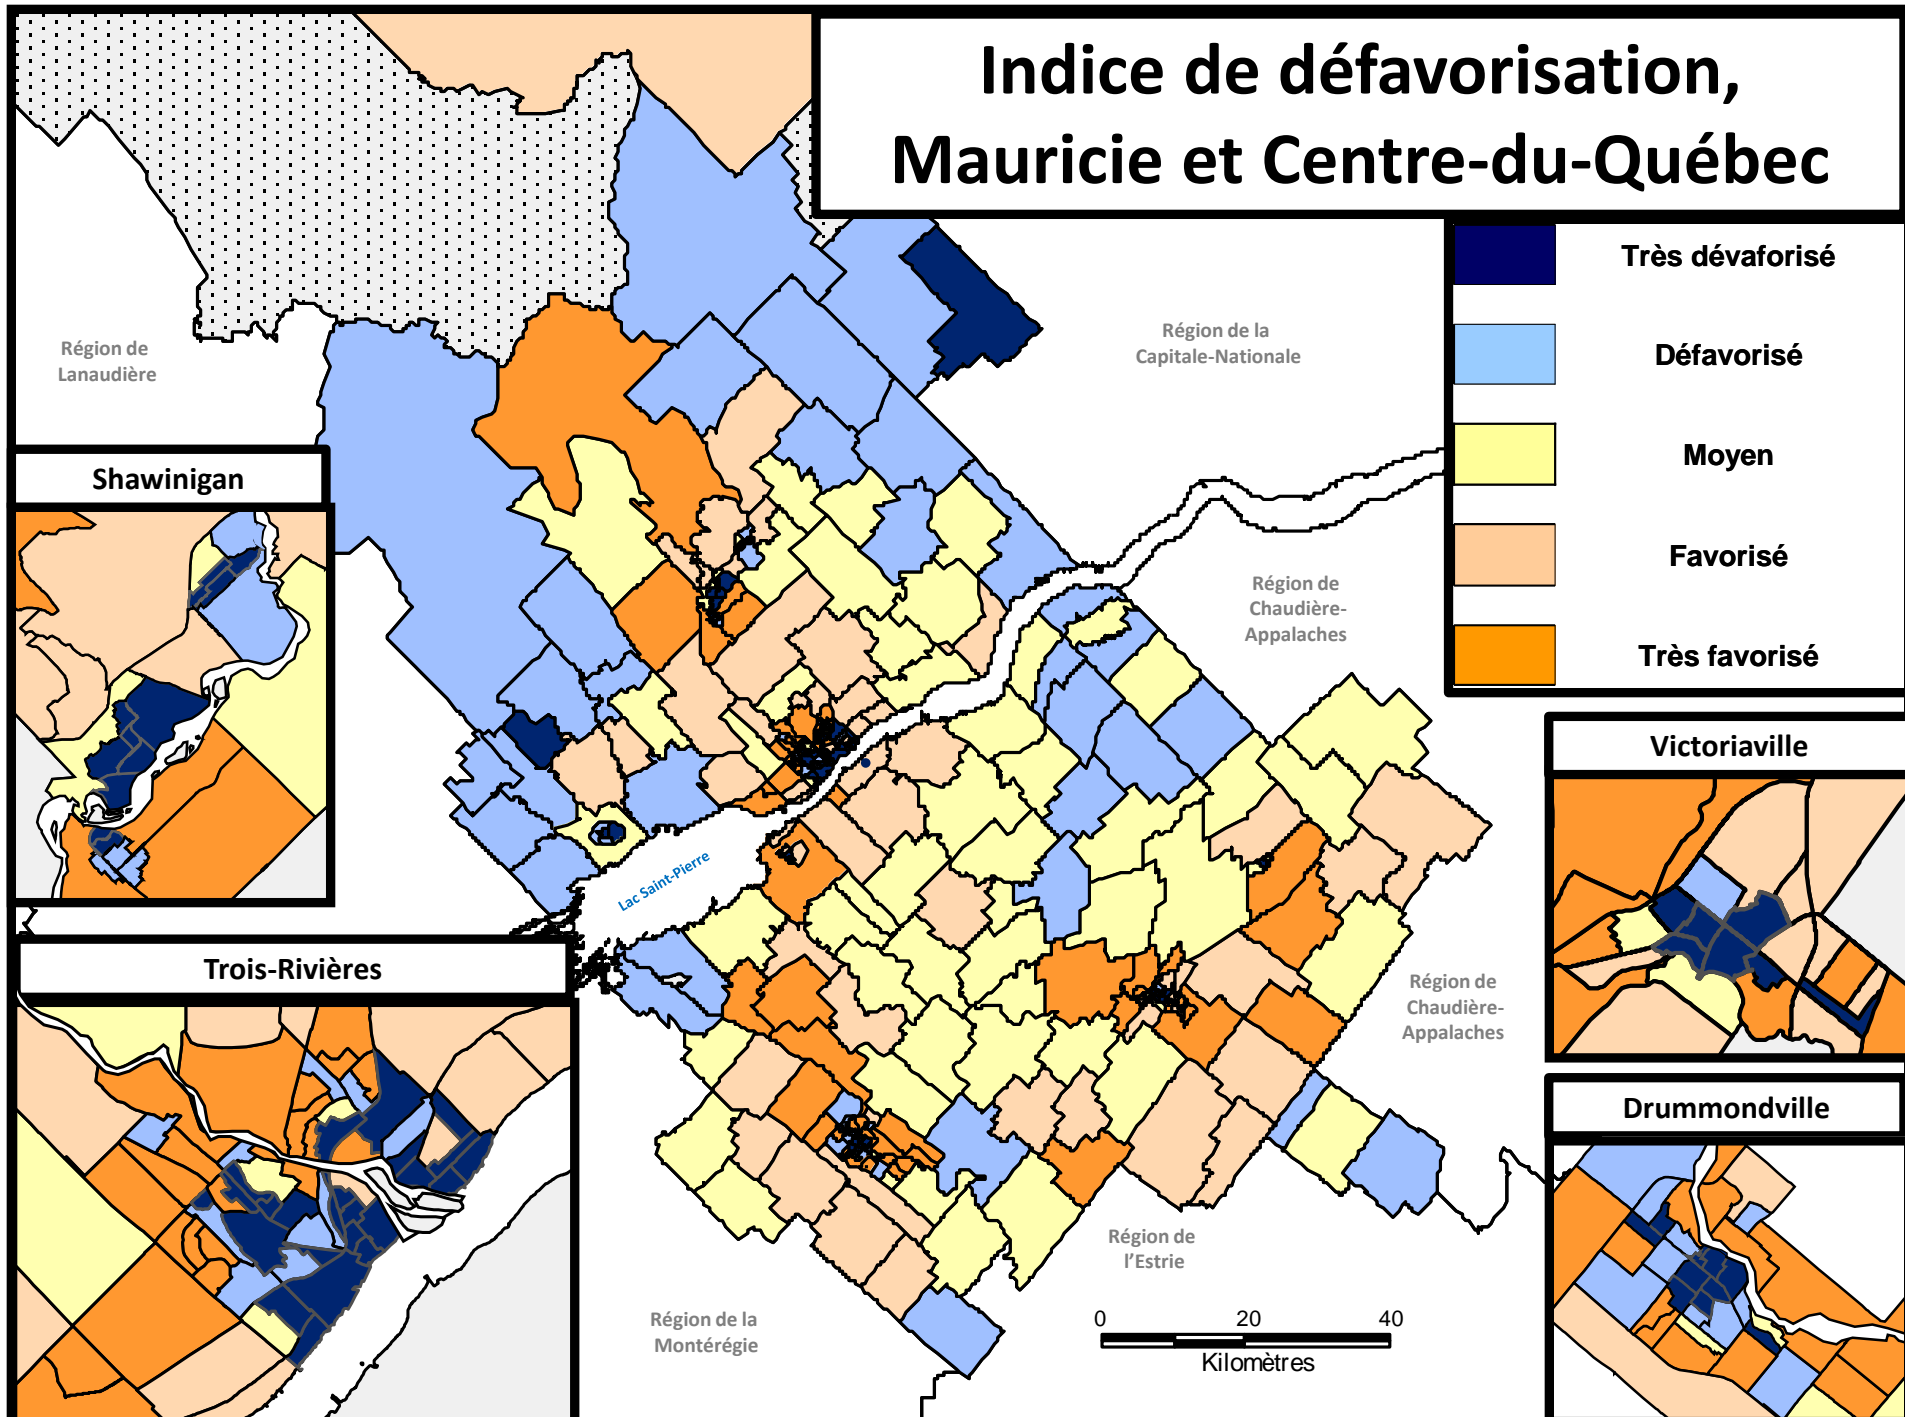 Indice de défavorisation,
Mauricie et Centre-du-Québec
Très dévaforisé
Défavorisé
Moyen
Favorisé
Très favorisé
Région de
Lanaudière
Région de la
Capitale-Nationale
Région de
Chaudière-
Appalaches
Shawinigan
Victoriaville
Lac Saint-Pierre
Trois-Rivières
Région de
Chaudière-
Appalaches
Drummondville
Région de
l'Estrie
Région de la
Montérégie
0 20 40
Kilomètres